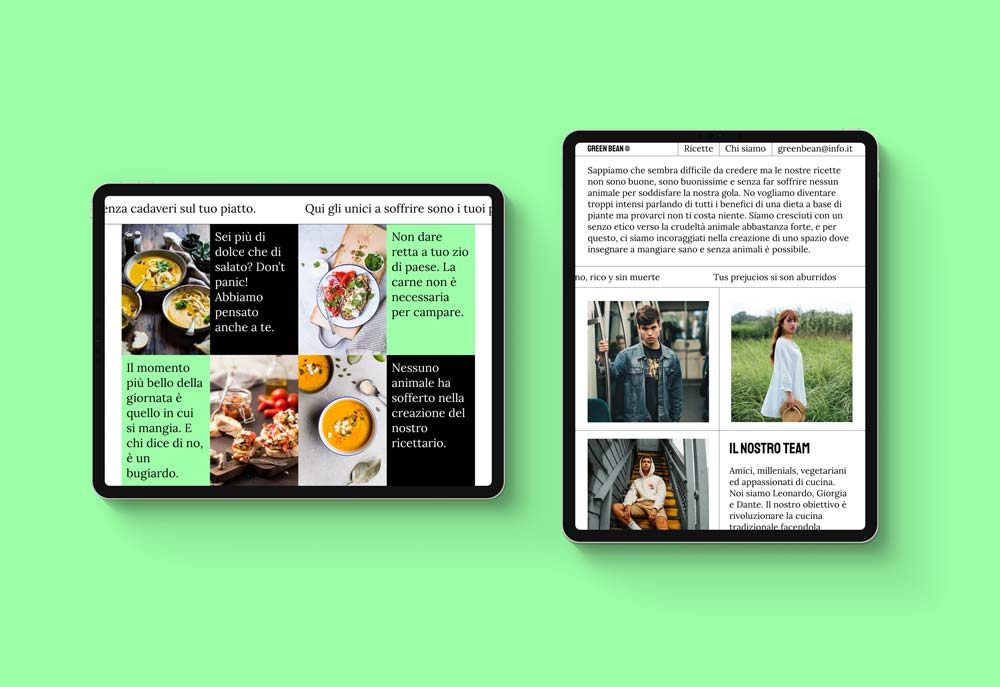 enza cadaveri sul tuo piatto.
Qui gli unici a soffrire sono i tuoi
Sei più di
dolce che di
salato? Don't
panic!
Abbiamo
pensato
anche a te.
Non dare
retta a tuo zio
di paese. La
carne non è
necessaria
per campare.
Il momento
più bello della
giornata è
quello in cui
si mangia. E
chi dice di no,
è un
bugiardo.
Nessuno
animale ha
sofferto nella
creazione del
nostro
ricettario.
GREEN BEAN ®
Ricette
Chi siamo
greenbean@info.it
Sappiamo che sembra difficile da credere ma le nostre ricette
non sono buone, sono buonissime e senza far soffrire nessun
animale per soddisfare la nostra gola. No vogliamo diventare
troppi intensi parlando di tutti i benefici di una dieta a base di
piante ma provarci non ti costa niente. Siamo cresciuti con un
senzo etico verso la crudeltà animale abbastanza forte, e per
questo, ci siamo incoraggiati nella creazione di uno spazio dove
insegnare a mangiare sano e senza animali è possibile.
no, rico y sin muerte
Tus prejucios si son aburridos
IL NOSTRO TEAM
Amici, millenials, vegetariani
ed appassionati di cucina.
Noi siamo Leonardo, Giorgia
e Dante. Il nostro obiettivo è
rivoluzionare la cucina
tradizionale facendola